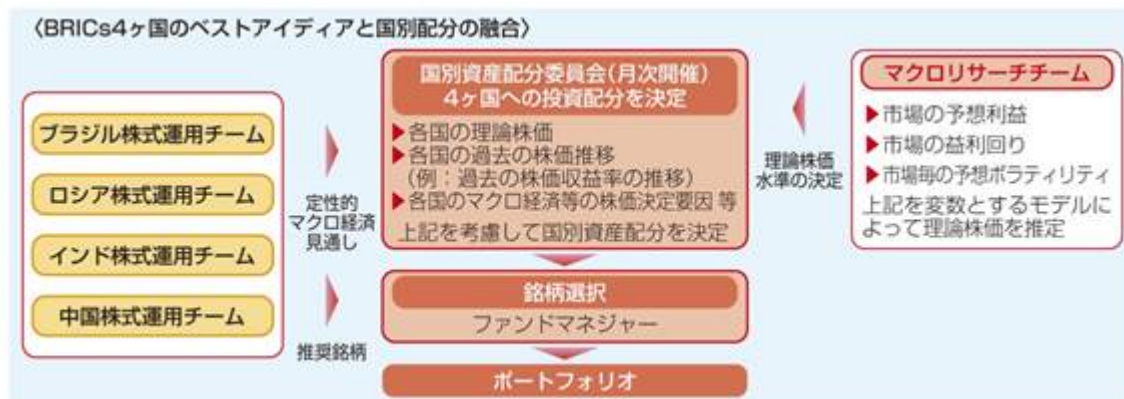 〈BRICs4ヶ国のベストアイディアと国別配分の融合〉
ブラジル株式運用チーム
ロシア株式運用チーム
インド株式運用チーム
中国株式運用チーム
定性的
マクロ経済
見通し
推奨銘柄
国別資産配分委員会(月次開催)
4ヶ国への投資配分を決定
▶各国の理論株価
▶各国の過去の株価推移
(例：過去の株価収益率の推移)
▶各国のマクロ経済等の株価決定要因 等
上記を考慮して国別資産配分を決定
銘柄選択
ファンドマネジャー
ポートフォリオ
理論株価
水準の決定
マクロリサーチチーム
▶市場の予想利益
▶市場の益利回り
▶市場毎の予想ボラティリティ
上記を変数とするモデルに
よって理論株価を推定